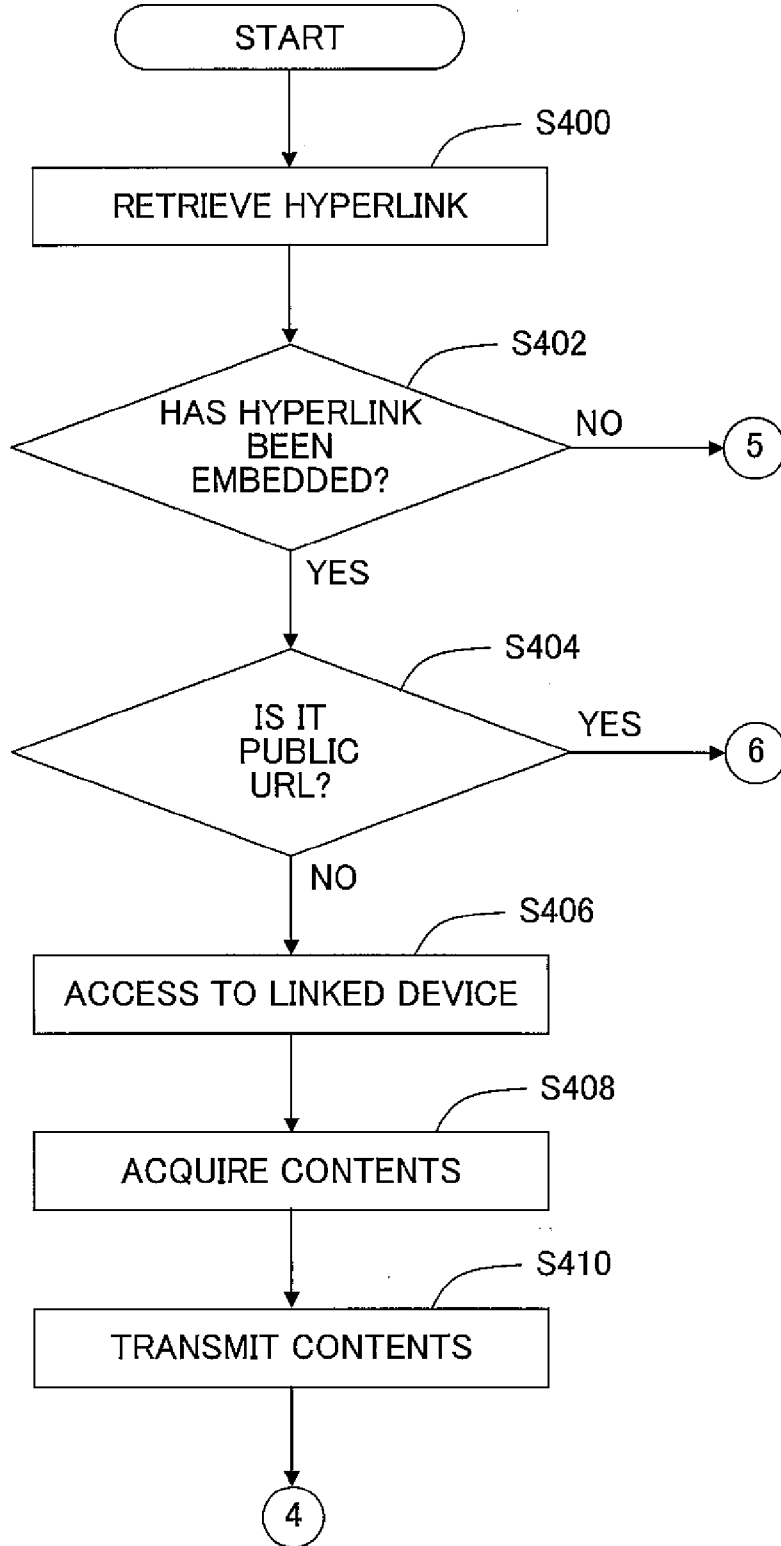 START
S400
RETRIEVE HYPERLINK
S402
HAS HYPERLINK
BEEN
EMBEDDED?
NO
5
YES
S404
IS IT
PUBLIC
URL?
YES
6
NO
S406
ACCESS TO LINKED DEVICE
S408
ACQUIRE CONTENTS
S410
TRANSMIT CONTENTS
4